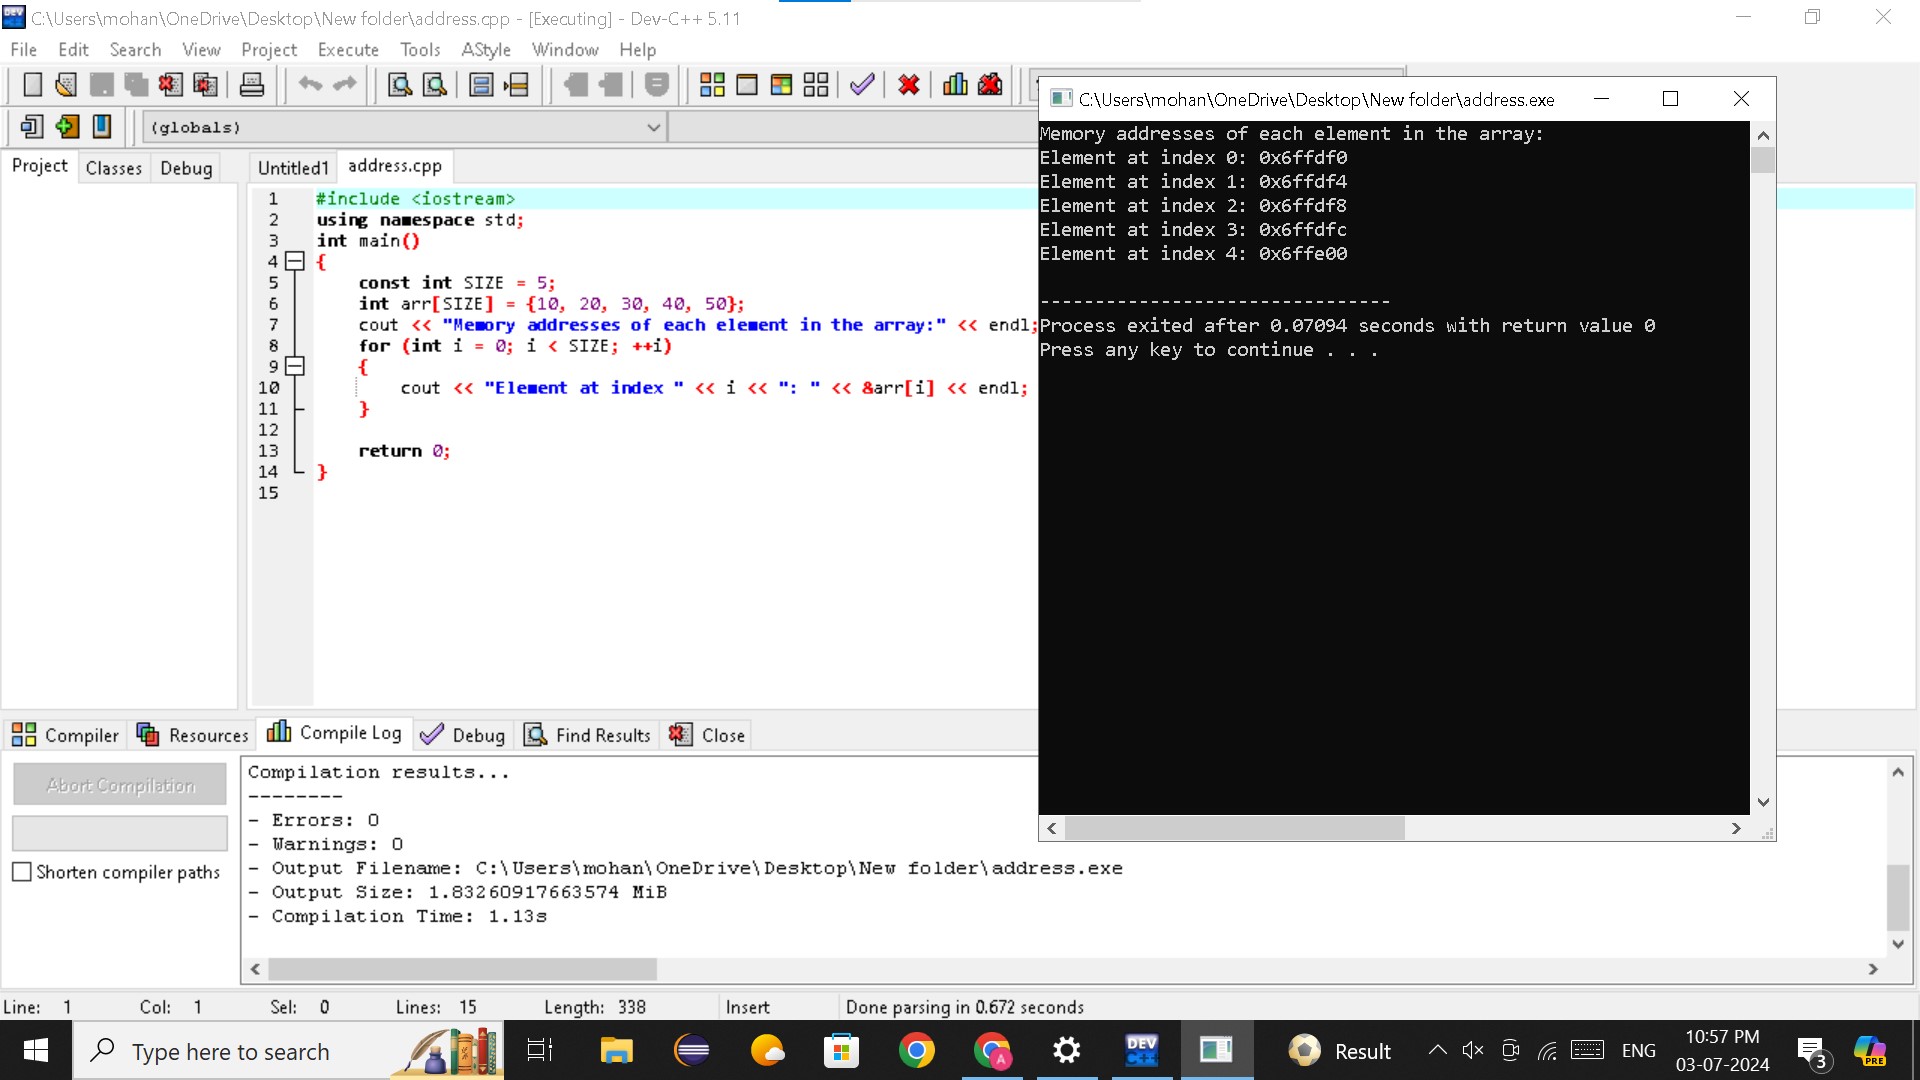 C:\Users\mohan\OneDrive\Desktop\New folder\address.cpp - [Executing] - Dev-C++ 5.11
File Edit Search View Project Execute Tools AStyle Window Help
(globals)
Project Classes Debug
Untitled1 address.cpp
1 #include <iostream>
2 using namespace std;
3 int main()
4 {
5 const int SIZE = 5;
6 int arr[SIZE] = {10, 20, 30, 40, 50};
7 cout << "Memory addresses of each element in the array:" << endl;
8 for (int i = 0; i < SIZE; ++i)
9 {
10 cout << "Element at index " << i << ": " << &arr[i] << endl;
11 }
12
13 return 0;
14 }
15
C:\Users\mohan\OneDrive\Desktop\New folder\address.exe
Memory addresses of each element in the array:
Element at index 0: 0x6ffdf0
Element at index 1: 0x6ffdf4
Element at index 2: 0x6ffdf8
Element at index 3: 0x6ffdfc
Element at index 4: 0x6ffe00
--------------------------------
Process exited after 0.07094 seconds with return value 0
Press any key to continue . . .
Compiler Resources Compile Log Debug Find Results Close
Abort Compilation
Shorten compiler paths
Compilation results...
--------
- Errors: 0
- Warnings: 0
- Output Filename: C:\Users\mohan\OneDrive\Desktop\New folder\address.exe
- Output Size: 1.83260917663574 MiB
- Compilation Time: 1.13s
Line: 1 Col: 1 Sel: 0 Lines: 15 Length: 338 Insert Done parsing in 0.672 seconds
Type here to search
A
DEV C++
Result
ENG
10:57 PM
03-07-2024
3
PRE